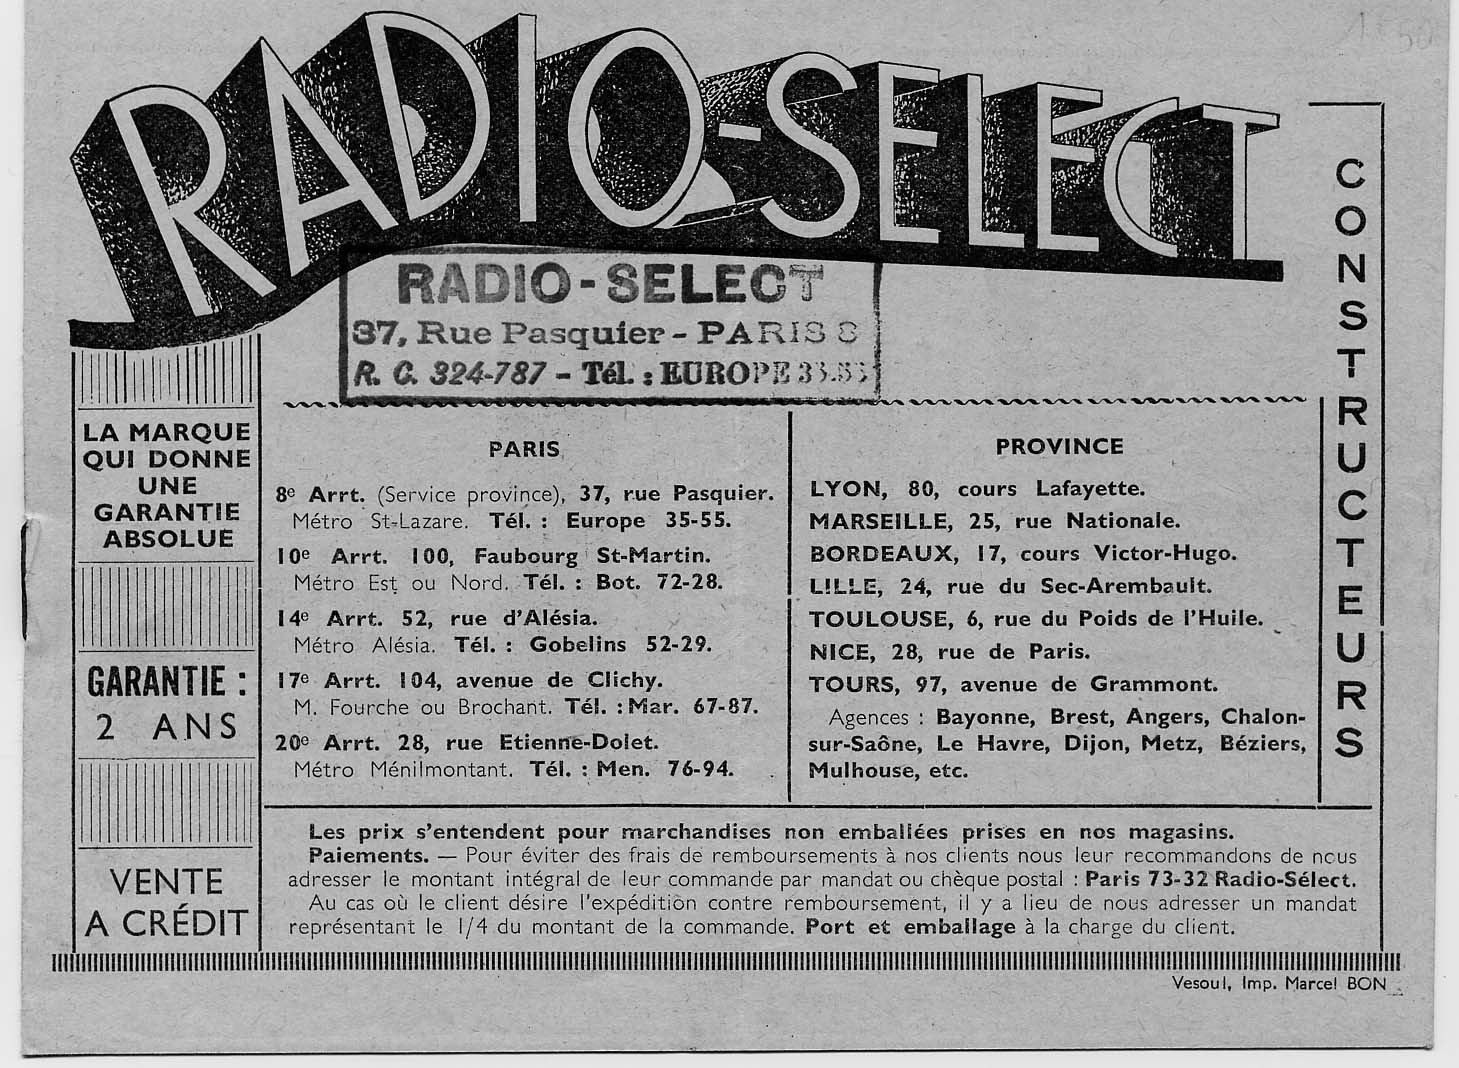 RADIO-SELECT
CONSTRUCTEURS
RADIO-SELECT
37, Rue Pasquier - PARIS 8
R. C. 324-787 - Tél. : EUROPE
LA MARQUE
QUI DONNE
UNE
GARANTIE
ABSOLUE
GARANTIE :
2 ANS
VENTE
A CRÉDIT
PARIS
8e Arrt. (Service province), 37, rue Pasquier.
Métro St-Lazare. Tél. : Europe 35-55.
10e Arrt. 100, Faubourg St-Martin.
Métro Est ou Nord. Tél. : Bot. 72-28.
14e Arrt. 52, rue d'Alésia.
Métro Alésia. Tél. : Gobelins 52-29.
17e Arrt. 104, avenue de Clichy.
M. Fourche ou Brochant. Tél. : Mar. 67-87.
20e Arrt. 28, rue Etienne-Dolet.
Métro Ménilmontant. Tél. : Men. 76-94.
PROVINCE
LYON, 80, cours Lafayette.
MARSEILLE, 25, rue Nationale.
BORDEAUX, 17, cours Victor-Hugo.
LILLE, 24, rue du Sec-Arembault.
TOULOUSE, 6, rue du Poids de l'Huile.
NICE, 28, rue de Paris.
TOURS, 97, avenue de Grammont.
Agences : Bayonne, Brest, Angers, Chalon-
sur-Saône, Le Havre, Dijon, Metz, Béziers,
Mulhouse, etc.
Les prix s'entendent pour marchandises non emballées prises en nos magasins.
Paiements. — Pour éviter des frais de remboursements à nos clients nous leur recommandons de nous
adresser le montant intégral de leur commande par mandat ou chèque postal : Paris 73-32 Radio-Sélect.
Au cas où le client désire l'expédition contre remboursement, il y a lieu de nous adresser un mandat
représentant le 1/4 du montant de la commande. Port et emballage à la charge du client.
Vesoul, Imp. Marcel BON